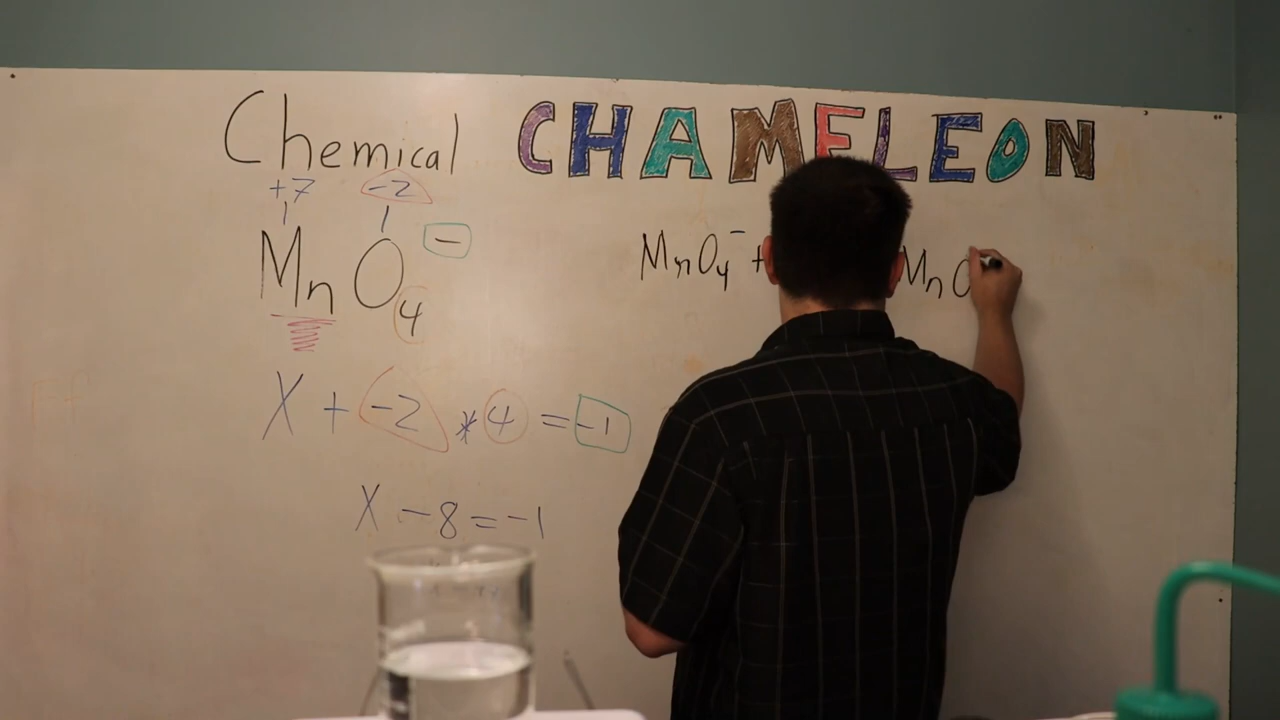 Chemical CHAMELEON
+7 -2
MnO4 -
MnO4- +
MnO
X + -2 * 4 = -1
X - 8 = -1